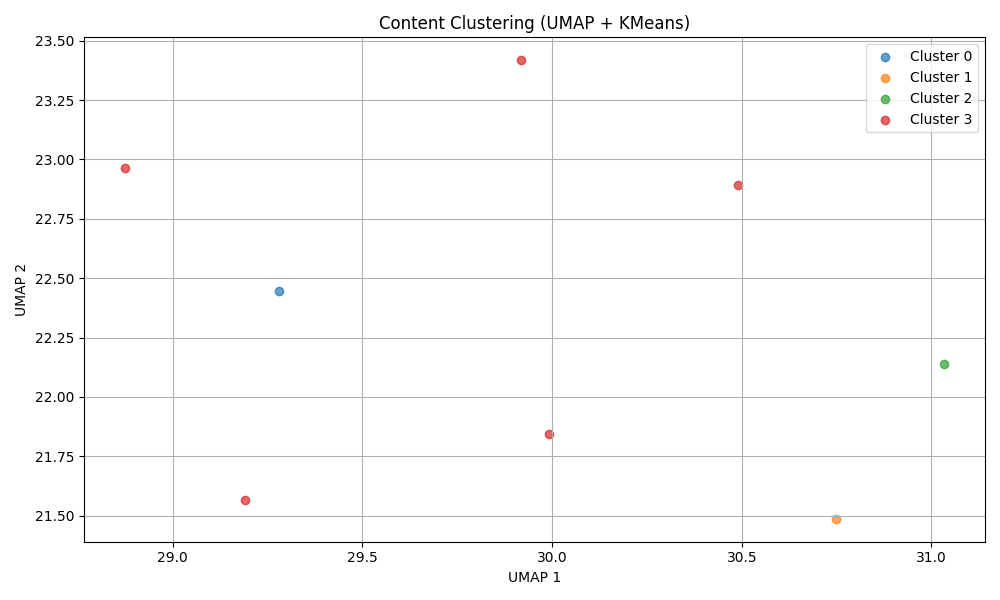 Content Clustering (UMAP + KMeans)
Cluster 0
Cluster 1
Cluster 2
Cluster 3
UMAP 2
23.50
23.25
23.00
22.75
22.50
22.25
22.00
21.75
21.50
29.0 29.5 30.0 30.5 31.0
UMAP 1